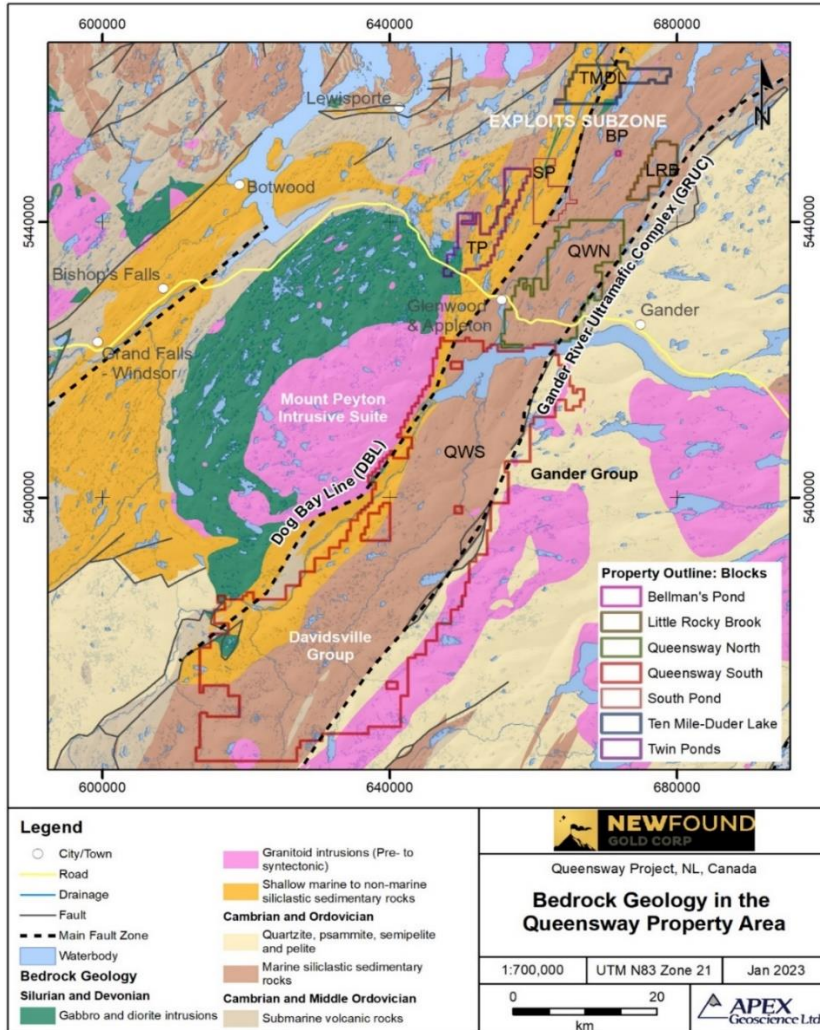 600000
640000
680000
TMDL
Lewisporte
EXPLOITS SUBZONE
BP
N
SP
LRB
Botwood
5440000
5440000
TP
QWN
Bishop's Falls
Glenwood
& Appleton
Gander
Grand Falls
- Windsor
Gander River Ultramafic Complex (GRUC)
Mount Peyton
Intrusive Suite
QWS
Gander Group
Dog Bay Line (DBL)
5400000
5400000
Davidsville
Group
Property Outline: Blocks
Bellman's Pond
Little Rocky Brook
Queensway North
Queensway South
South Pond
Ten Mile-Duder Lake
Twin Ponds
600000
640000
680000
Legend
City/Town
Road
Drainage
Fault
Main Fault Zone
Waterbody
Bedrock Geology
Silurian and Devonian
Gabbro and diorite intrusions
Granitoid intrusions (Pre- to
syntectonic)
Shallow marine to non-marine
siliclastic sedimentary rocks
Cambrian and Ordovician
Quartzite, psammite, semipelite
and pelite
Marine siliclastic sedimentary
rocks
Cambrian and Middle Ordovician
Submarine volcanic rocks
NEWFOUND
GOLD CORP
Queensway Project, NL, Canada
Bedrock Geology in the
Queensway Property Area
1:700,000
UTM N83 Zone 21
Jan 2023
0
20
km
APEX
Geoscience Ltd